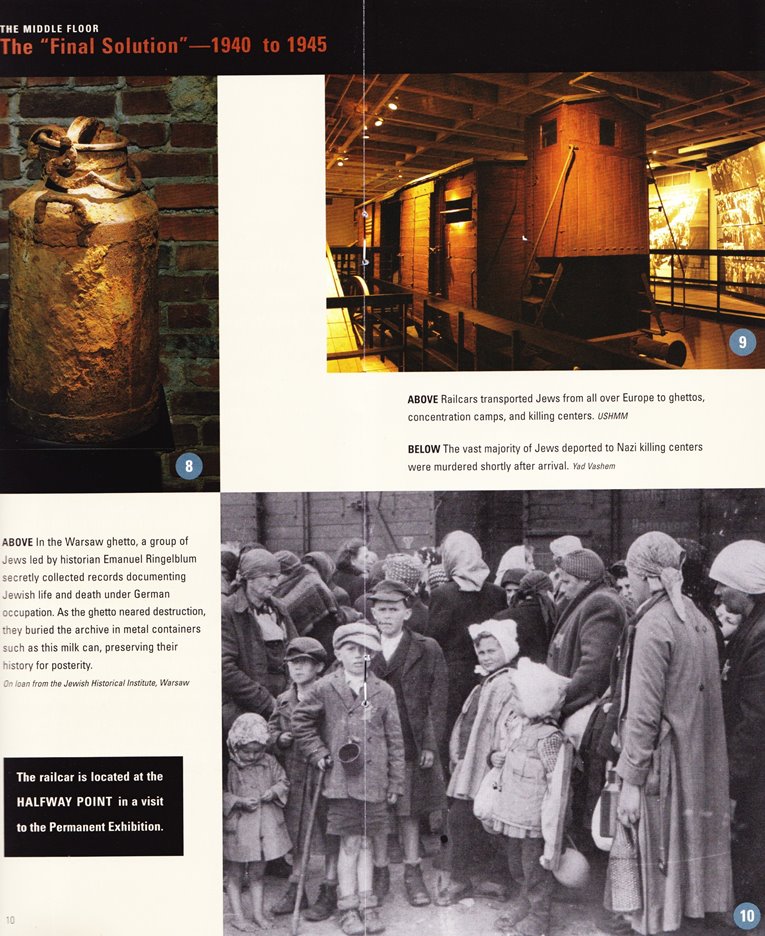 THE MIDDLE FLOOR
The "Final Solution"—1940 to 1945
8
9
ABOVE Railcars transported Jews from all over Europe to ghettos,
concentration camps, and killing centers. USHMM
BELOW The vast majority of Jews deported to Nazi killing centers
were murdered shortly after arrival. Yad Vashem
ABOVE In the Warsaw ghetto, a group of
Jews led by historian Emanuel Ringelblum
secretly collected records documenting
Jewish life and death under German
occupation. As the ghetto neared destruction,
they buried the archive in metal containers
such as this milk can, preserving their
history for posterity.
On loan from the Jewish Historical Institute, Warsaw
The railcar is located at the
HALFWAY POINT in a visit
to the Permanent Exhibition.
10
10